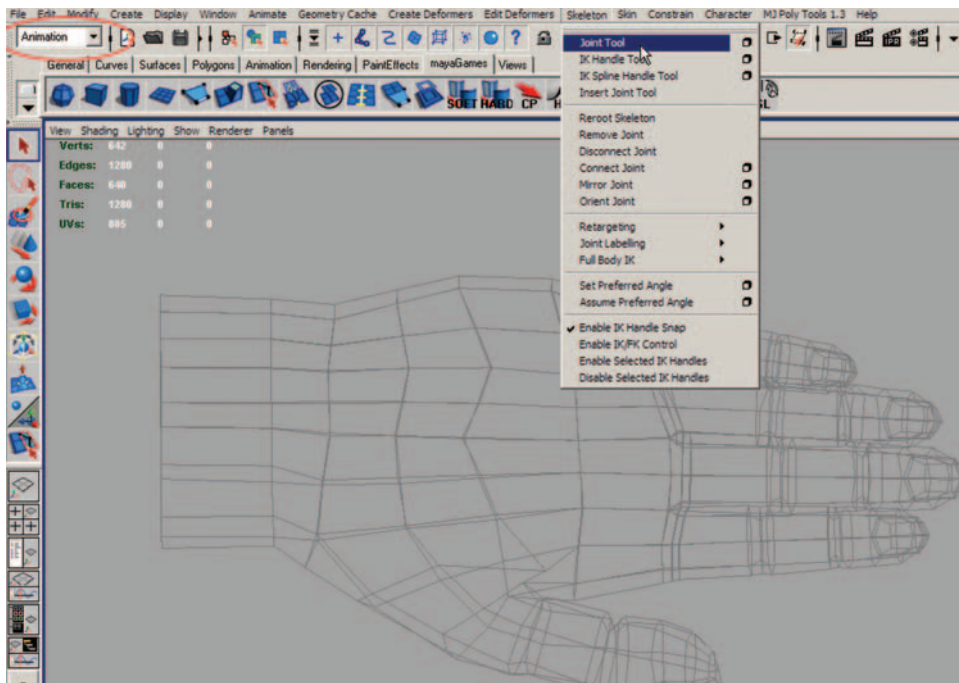 File Edit Modify Create Display Window Animate Geometry Cache Create Deformers Edit Deformers Skeleton Skin Constrain Character MJ Poly Tools 1.3 Help
Animation
General Curves Surfaces Polygons Animation Rendering PaintEffects mayaGames Views
SOFT HARD CP
View Shading Lighting Show Renderer Panels
Verts: 642 0 0
Edges: 1280 0 0
Faces: 640 0 0
Tris: 1280 0 0
UVs: 805 0 0
Joint Tool
IK Handle Tool
IK Spline Handle Tool
Insert Joint Tool
Reroot Skeleton
Remove Joint
Disconnect Joint
Connect Joint
Mirror Joint
Orient Joint
Retargeting
Joint Labelling
Full Body IK
Set Preferred Angle
Assume Preferred Angle
Enable IK Handle Snap
Enable IK/FK Control
Enable Selected IK Handles
Disable Selected IK Handles